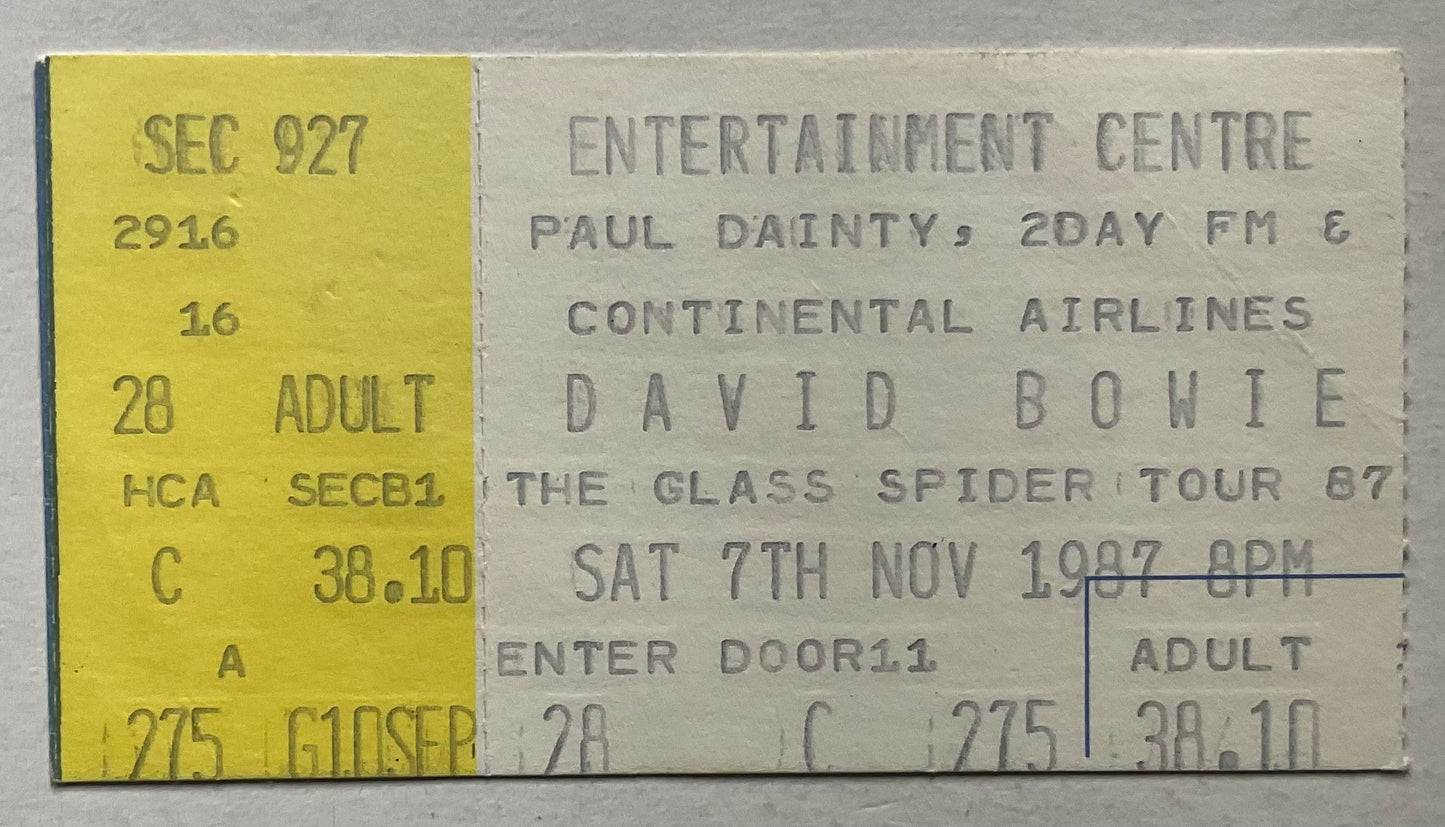 SEC 927
2916
16
28 ADULT
HCA SECB1
C 38.10
A
275 G10SEP
ENTERTAINMENT CENTRE
PAUL DAINTY, 2DAY FM &
CONTINENTAL AIRLINES
DAVID BOWIE
THE GLASS SPIDER TOUR 87
SAT 7TH NOV 1987 8PM
ENTER DOOR11 ADULT
28 C 275 38.10